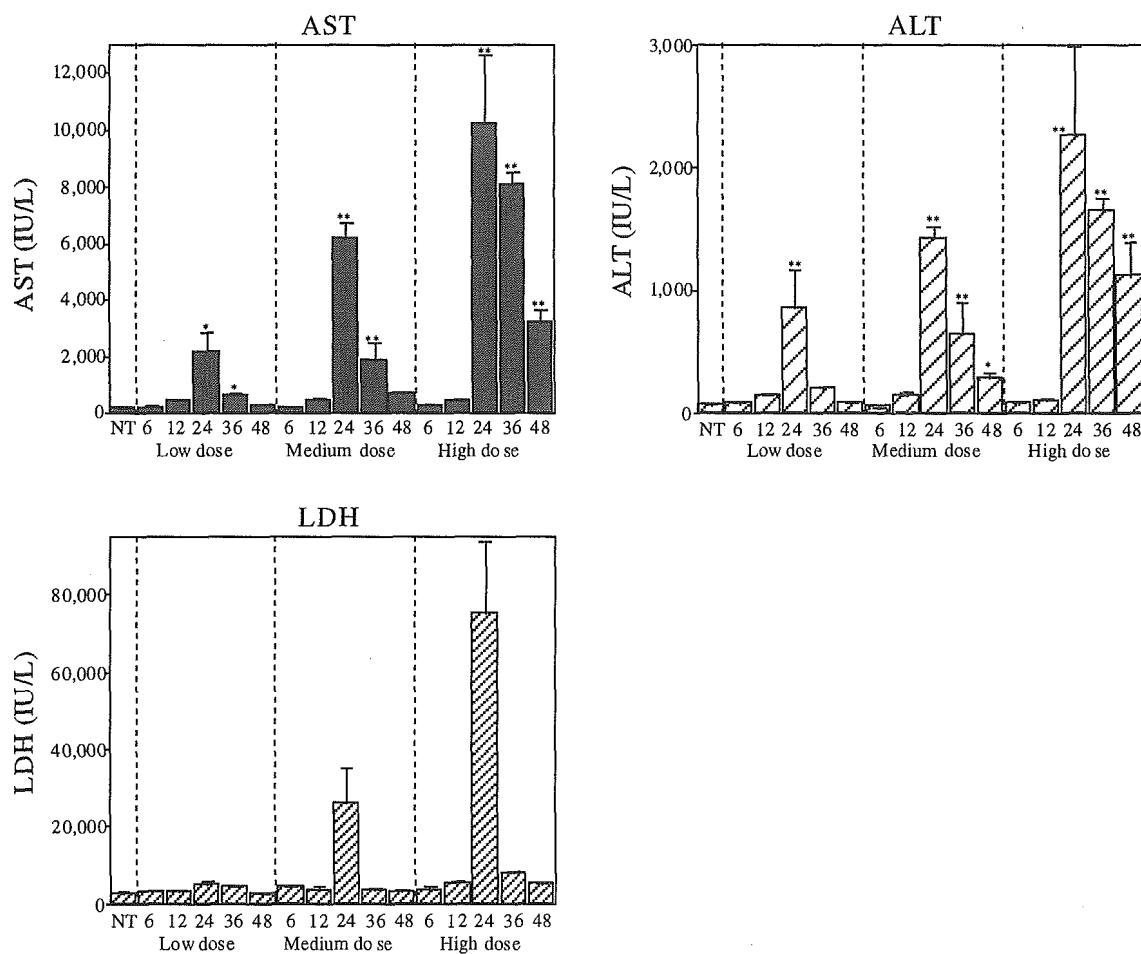 AST
AST (IU/L)
12,000
10,000
8,000
6,000
4,000
2,000
0
**
**
**
**
**
*
*
NT 6 12 24 36 48 6 12 24 36 48 6 12 24 36 48
Low dose Medium dose High do se
ALT
ALT (IU/L)
3,000
2,000
1,000
0
**
**
**
**
**
**
*
NT 6 12 24 36 48 6 12 24 36 48 6 12 24 36 48
Low dose Medium dose High do se
LDH
LDH (IU/L)
80,000
60,000
40,000
20,000
0
NT 6 12 24 36 48 6 12 24 36 48 6 12 24 36 48
Low dose Medium do se High dose